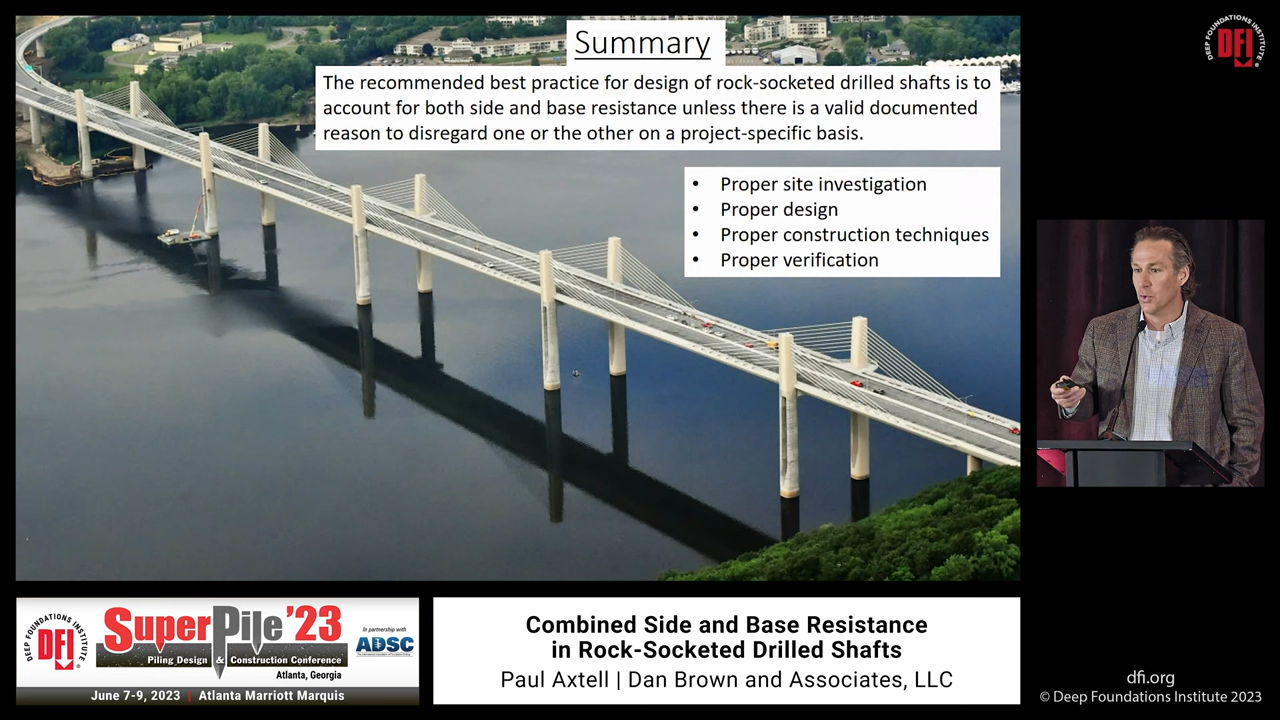 Summary
The recommended best practice for design of rock-socketed drilled shafts is to
account for both side and base resistance unless there is a valid documented
reason to disregard one or the other on a project-specific basis.
• Proper site investigation
• Proper design
• Proper construction techniques
• Proper verification
DEEP FOUNDATIONS INSTITUTE
DFI
®
DEEP FOUNDATIONS INSTITUTE
DFI
®
SuperPile '23
Piling Design & Construction Conference
Atlanta, Georgia
In partnership with
ADSC
June 7-9, 2023 | Atlanta Marriott Marquis
Combined Side and Base Resistance
in Rock-Socketed Drilled Shafts
Paul Axtell | Dan Brown and Associates, LLC
dfi.org
© Deep Foundations Institute 2023